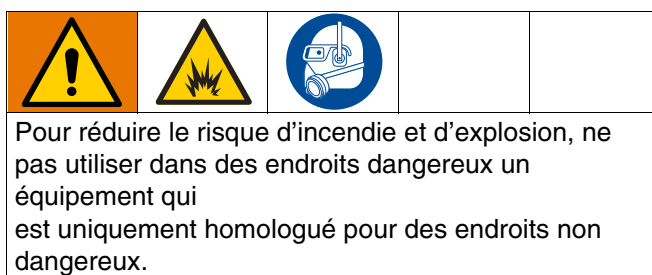 Pour réduire le risque d'incendie et d'explosion, ne
pas utiliser dans des endroits dangereux un
équipement qui
est uniquement homologué pour des endroits non
dangereux.